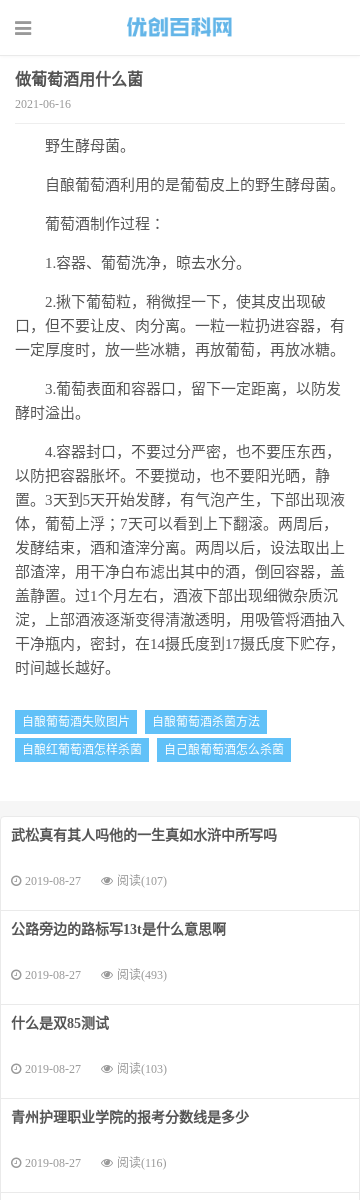 优创百科网
做葡萄酒用什么菌
2021-06-16
野生酵母菌。
自酿葡萄酒利用的是葡萄皮上的野生酵母菌。
葡萄酒制作过程：
1.容器、葡萄洗净，晾去水分。
2.揪下葡萄粒，稍微捏一下，使其皮出现破
口，但不要让皮、肉分离。一粒一粒扔进容器，有
一定厚度时，放一些冰糖，再放葡萄，再放冰糖。
3.葡萄表面和容器口，留下一定距离，以防发
酵时溢出。
4.容器封口，不要过分严密，也不要压东西，
以防把容器胀坏。不要搅动，也不要阳光晒，静
置。3天到5天开始发酵，有气泡产生，下部出现液
体，葡萄上浮；7天可以看到上下翻滚。两周后，
发酵结束，酒和渣滓分离。两周以后，设法取出上
部渣滓，用干净白布滤出其中的酒，倒回容器，盖
盖静置。过1个月左右，酒液下部出现细微杂质沉
淀，上部酒液逐渐变得清澈透明，用吸管将酒抽入
干净瓶内，密封，在14摄氏度到17摄氏度下贮存，
时间越长越好。
自酿葡萄酒失败图片 自酿葡萄酒杀菌方法
自酿红葡萄酒怎样杀菌 自己酿葡萄酒怎么杀菌
武松真有其人吗他的一生真如水浒中所写吗
2019-08-27 阅读(107)
公路旁边的路标写13t是什么意思啊
2019-08-27 阅读(493)
什么是双85测试
2019-08-27 阅读(103)
青州护理职业学院的报考分数线是多少
2019-08-27 阅读(116)